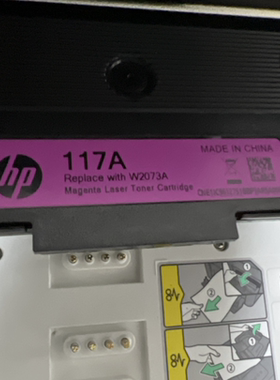 hp
117A
Replace with W2073A
Magenta Laser Toner Cartridge
MADE IN CHINA